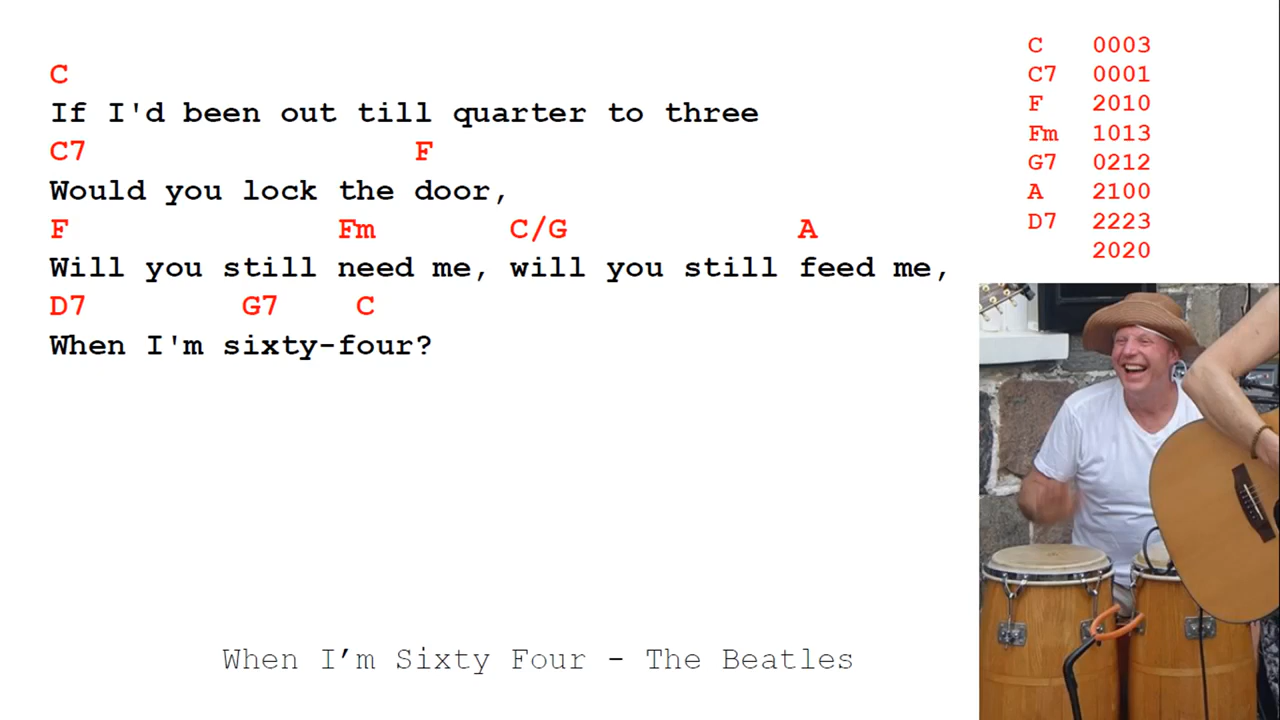 C
If I'd been out till quarter to three
C7 F
Would you lock the door,
F Fm C/G A
Will you still need me, will you still feed me,
D7 G7 C
When I'm sixty-four?
C 0003
C7 0001
F 2010
Fm 1013
G7 0212
A 2100
D7 2223
2020
When I’m Sixty Four - The Beatles